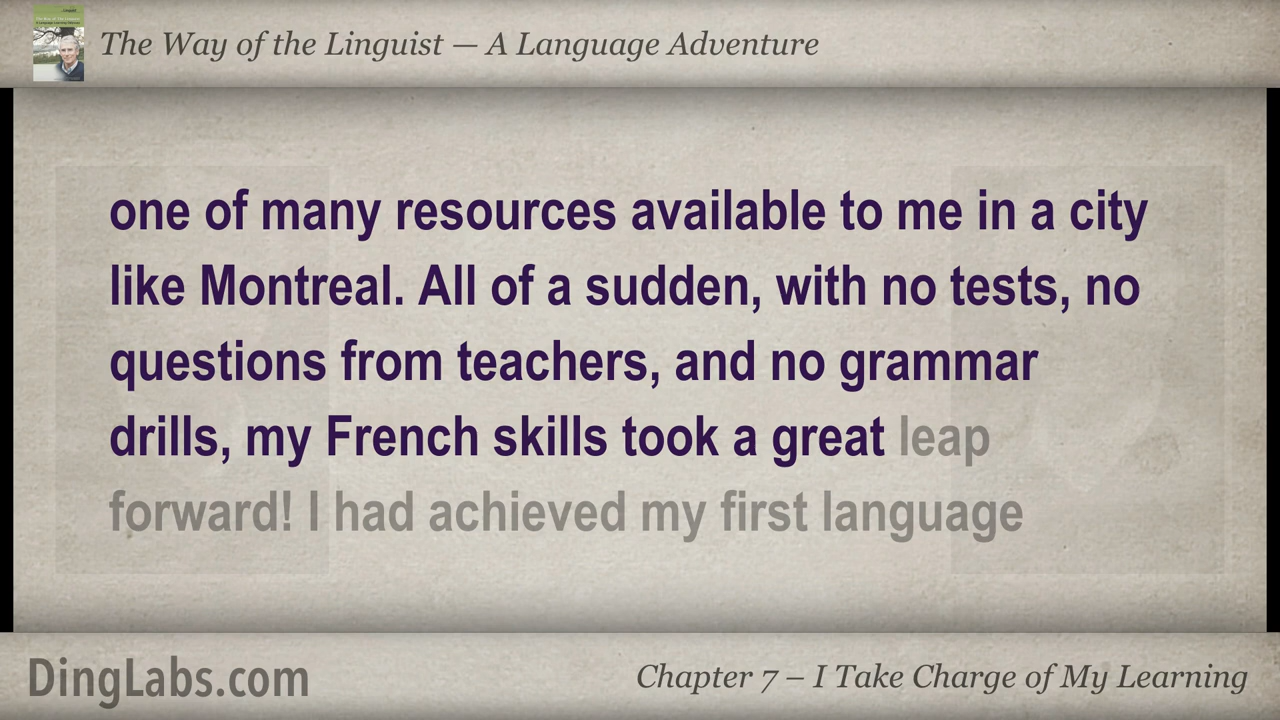 The Way of the Linguist — A Language Adventure
one of many resources available to me in a city
like Montreal. All of a sudden, with no tests, no
questions from teachers, and no grammar
drills, my French skills took a great leap
forward! I had achieved my first language
DingLabs.com
Chapter 7 – I Take Charge of My Learning